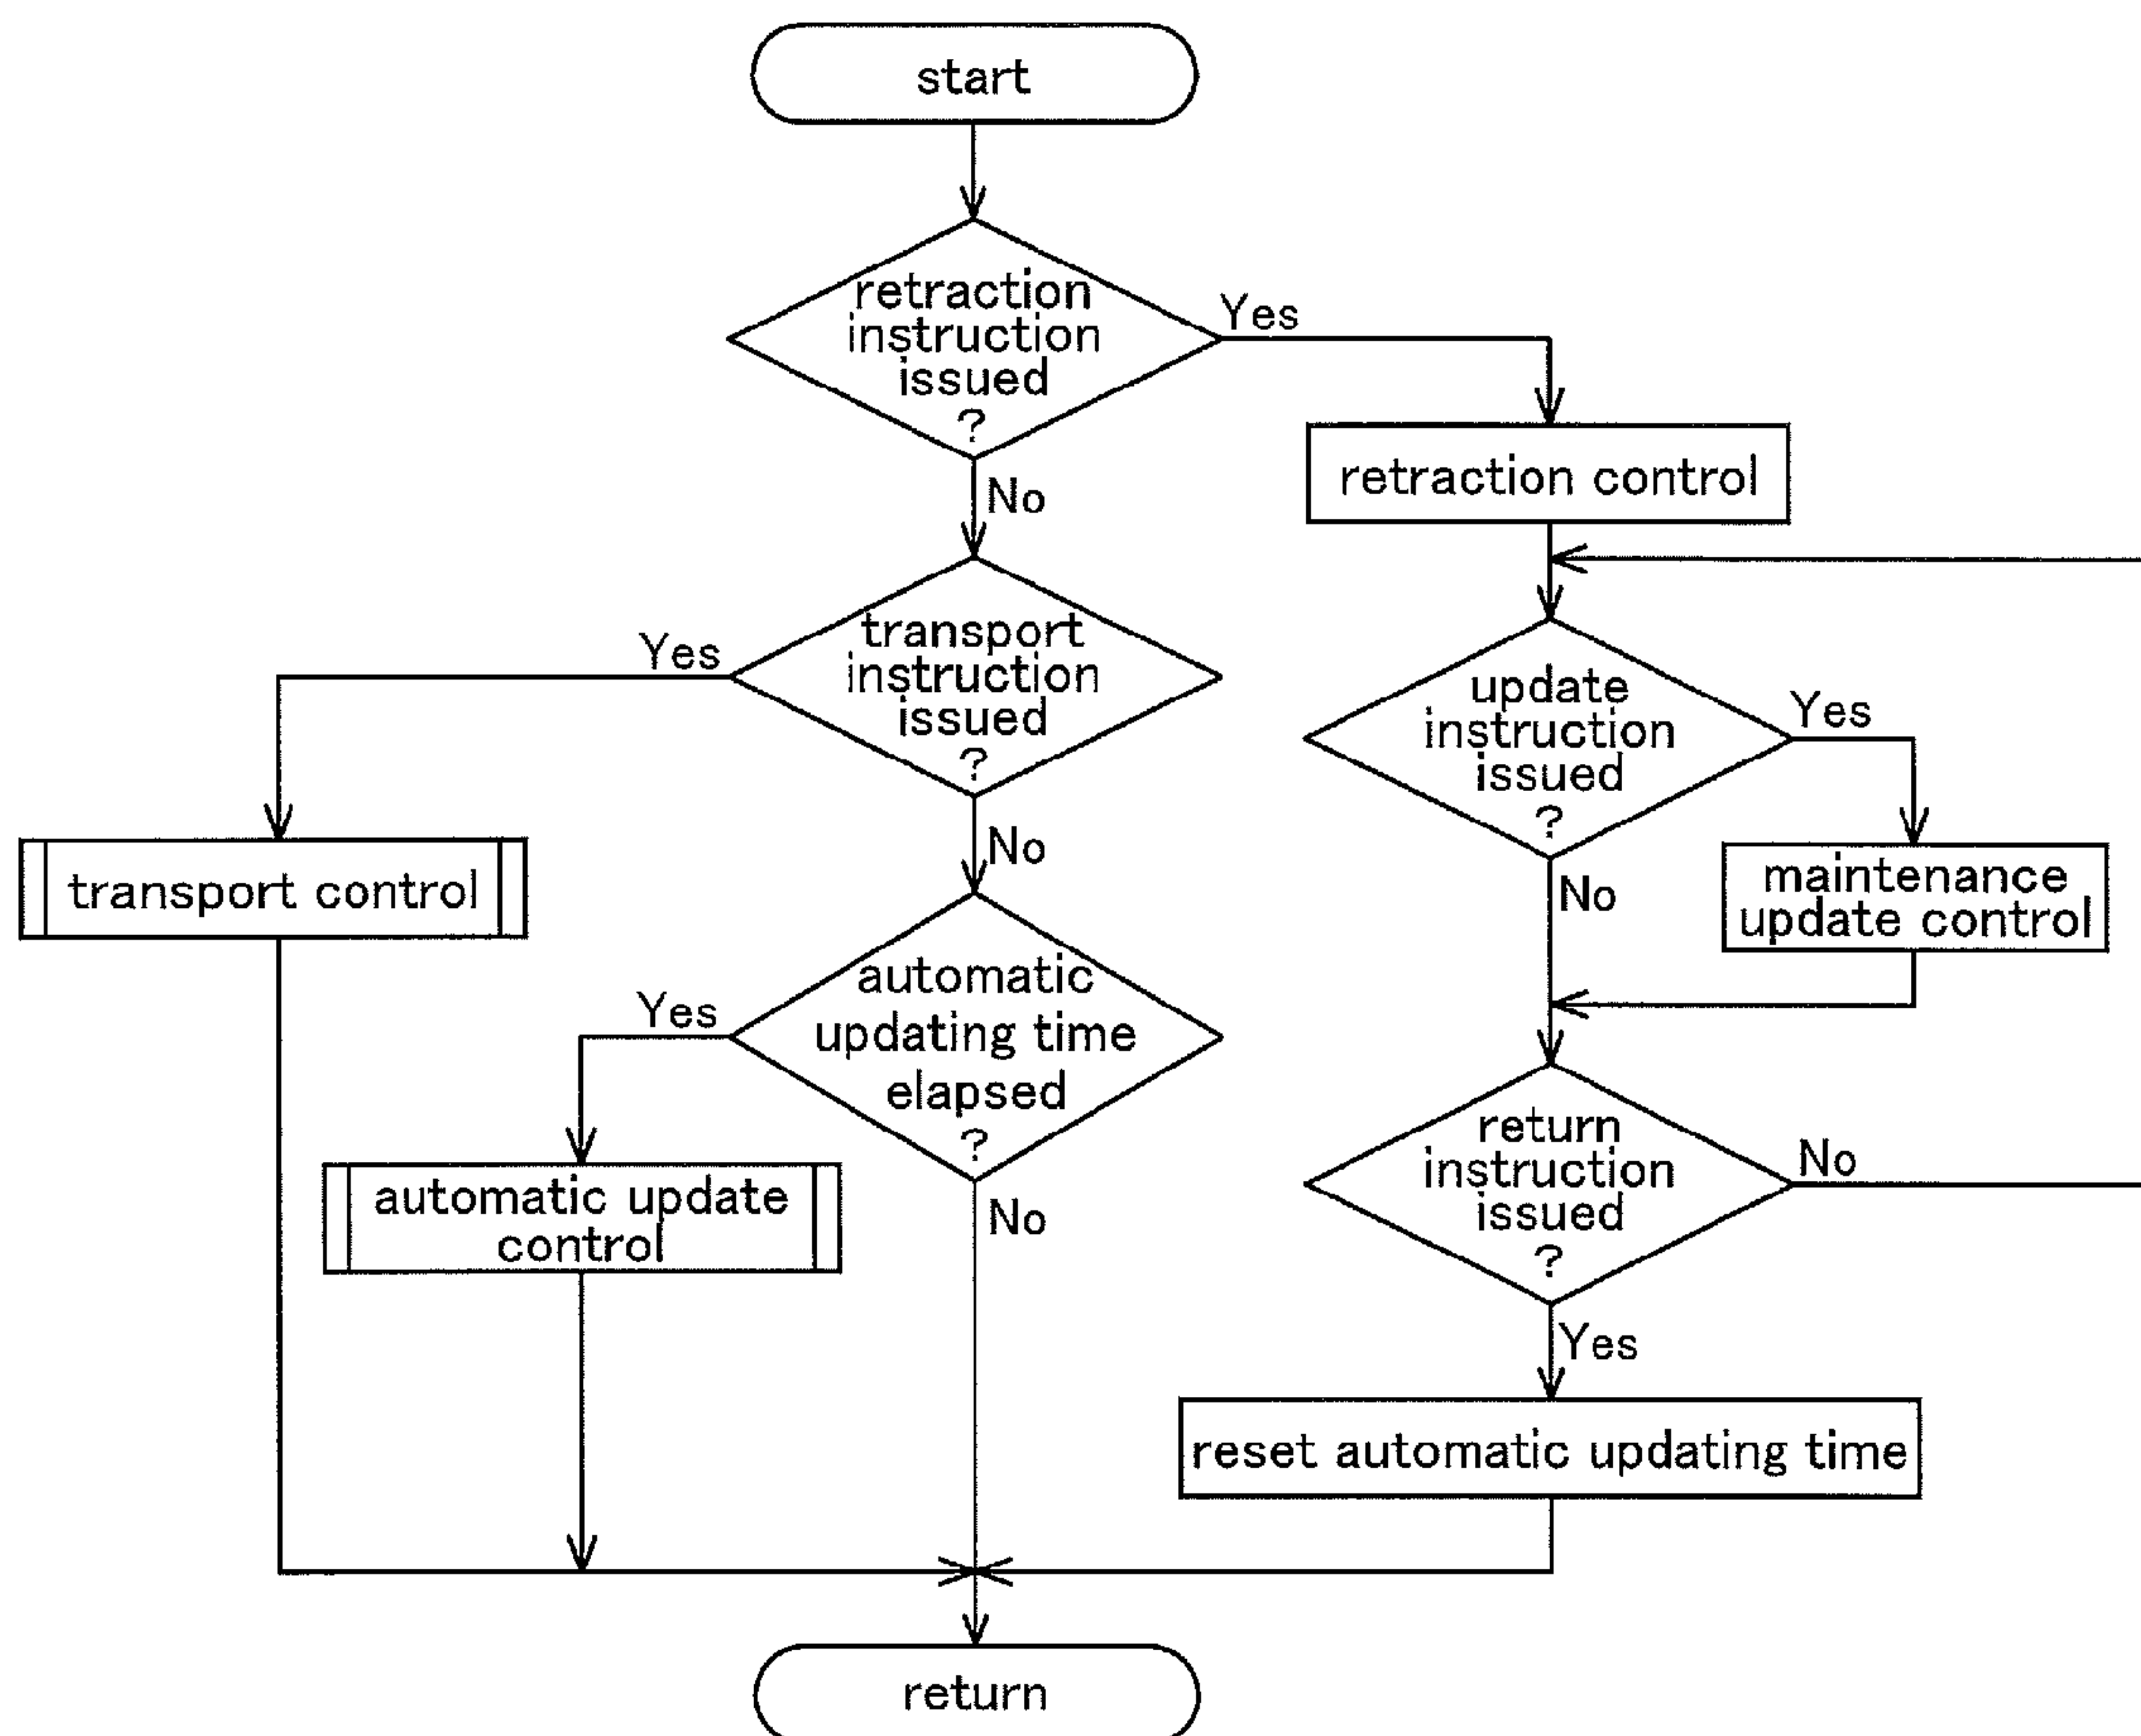 start
retraction
instruction
issued
?
Yes
No
retraction control
transport
instruction
issued
?
Yes
No
update
instruction
issued
?
Yes
No
transport control
maintenance
update control
automatic
updating time
elapsed
?
Yes
No
automatic update
control
return
instruction
issued
?
No
Yes
reset automatic updating time
return